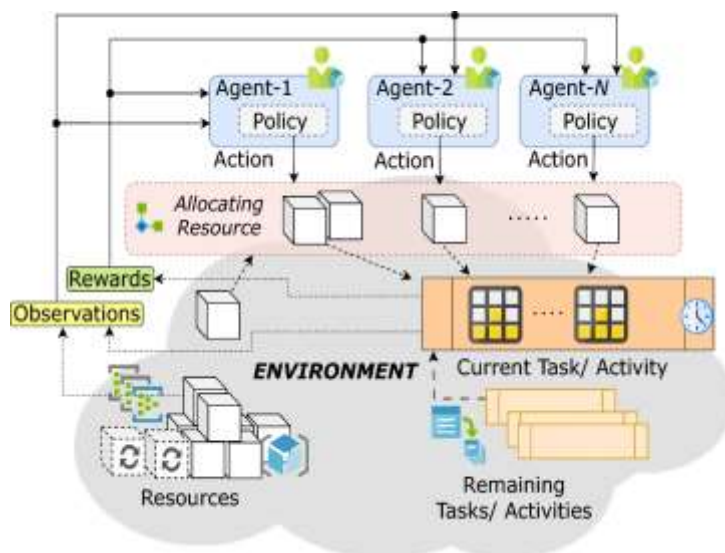 Agent-1
Policy
Action
Agent-2
Policy
Action
Agent-N
Policy
Action
Allocating
Resource
.....
Rewards
Observations
....
ENVIRONMENT
Current Task/ Activity
Resources
Remaining
Tasks/ Activities